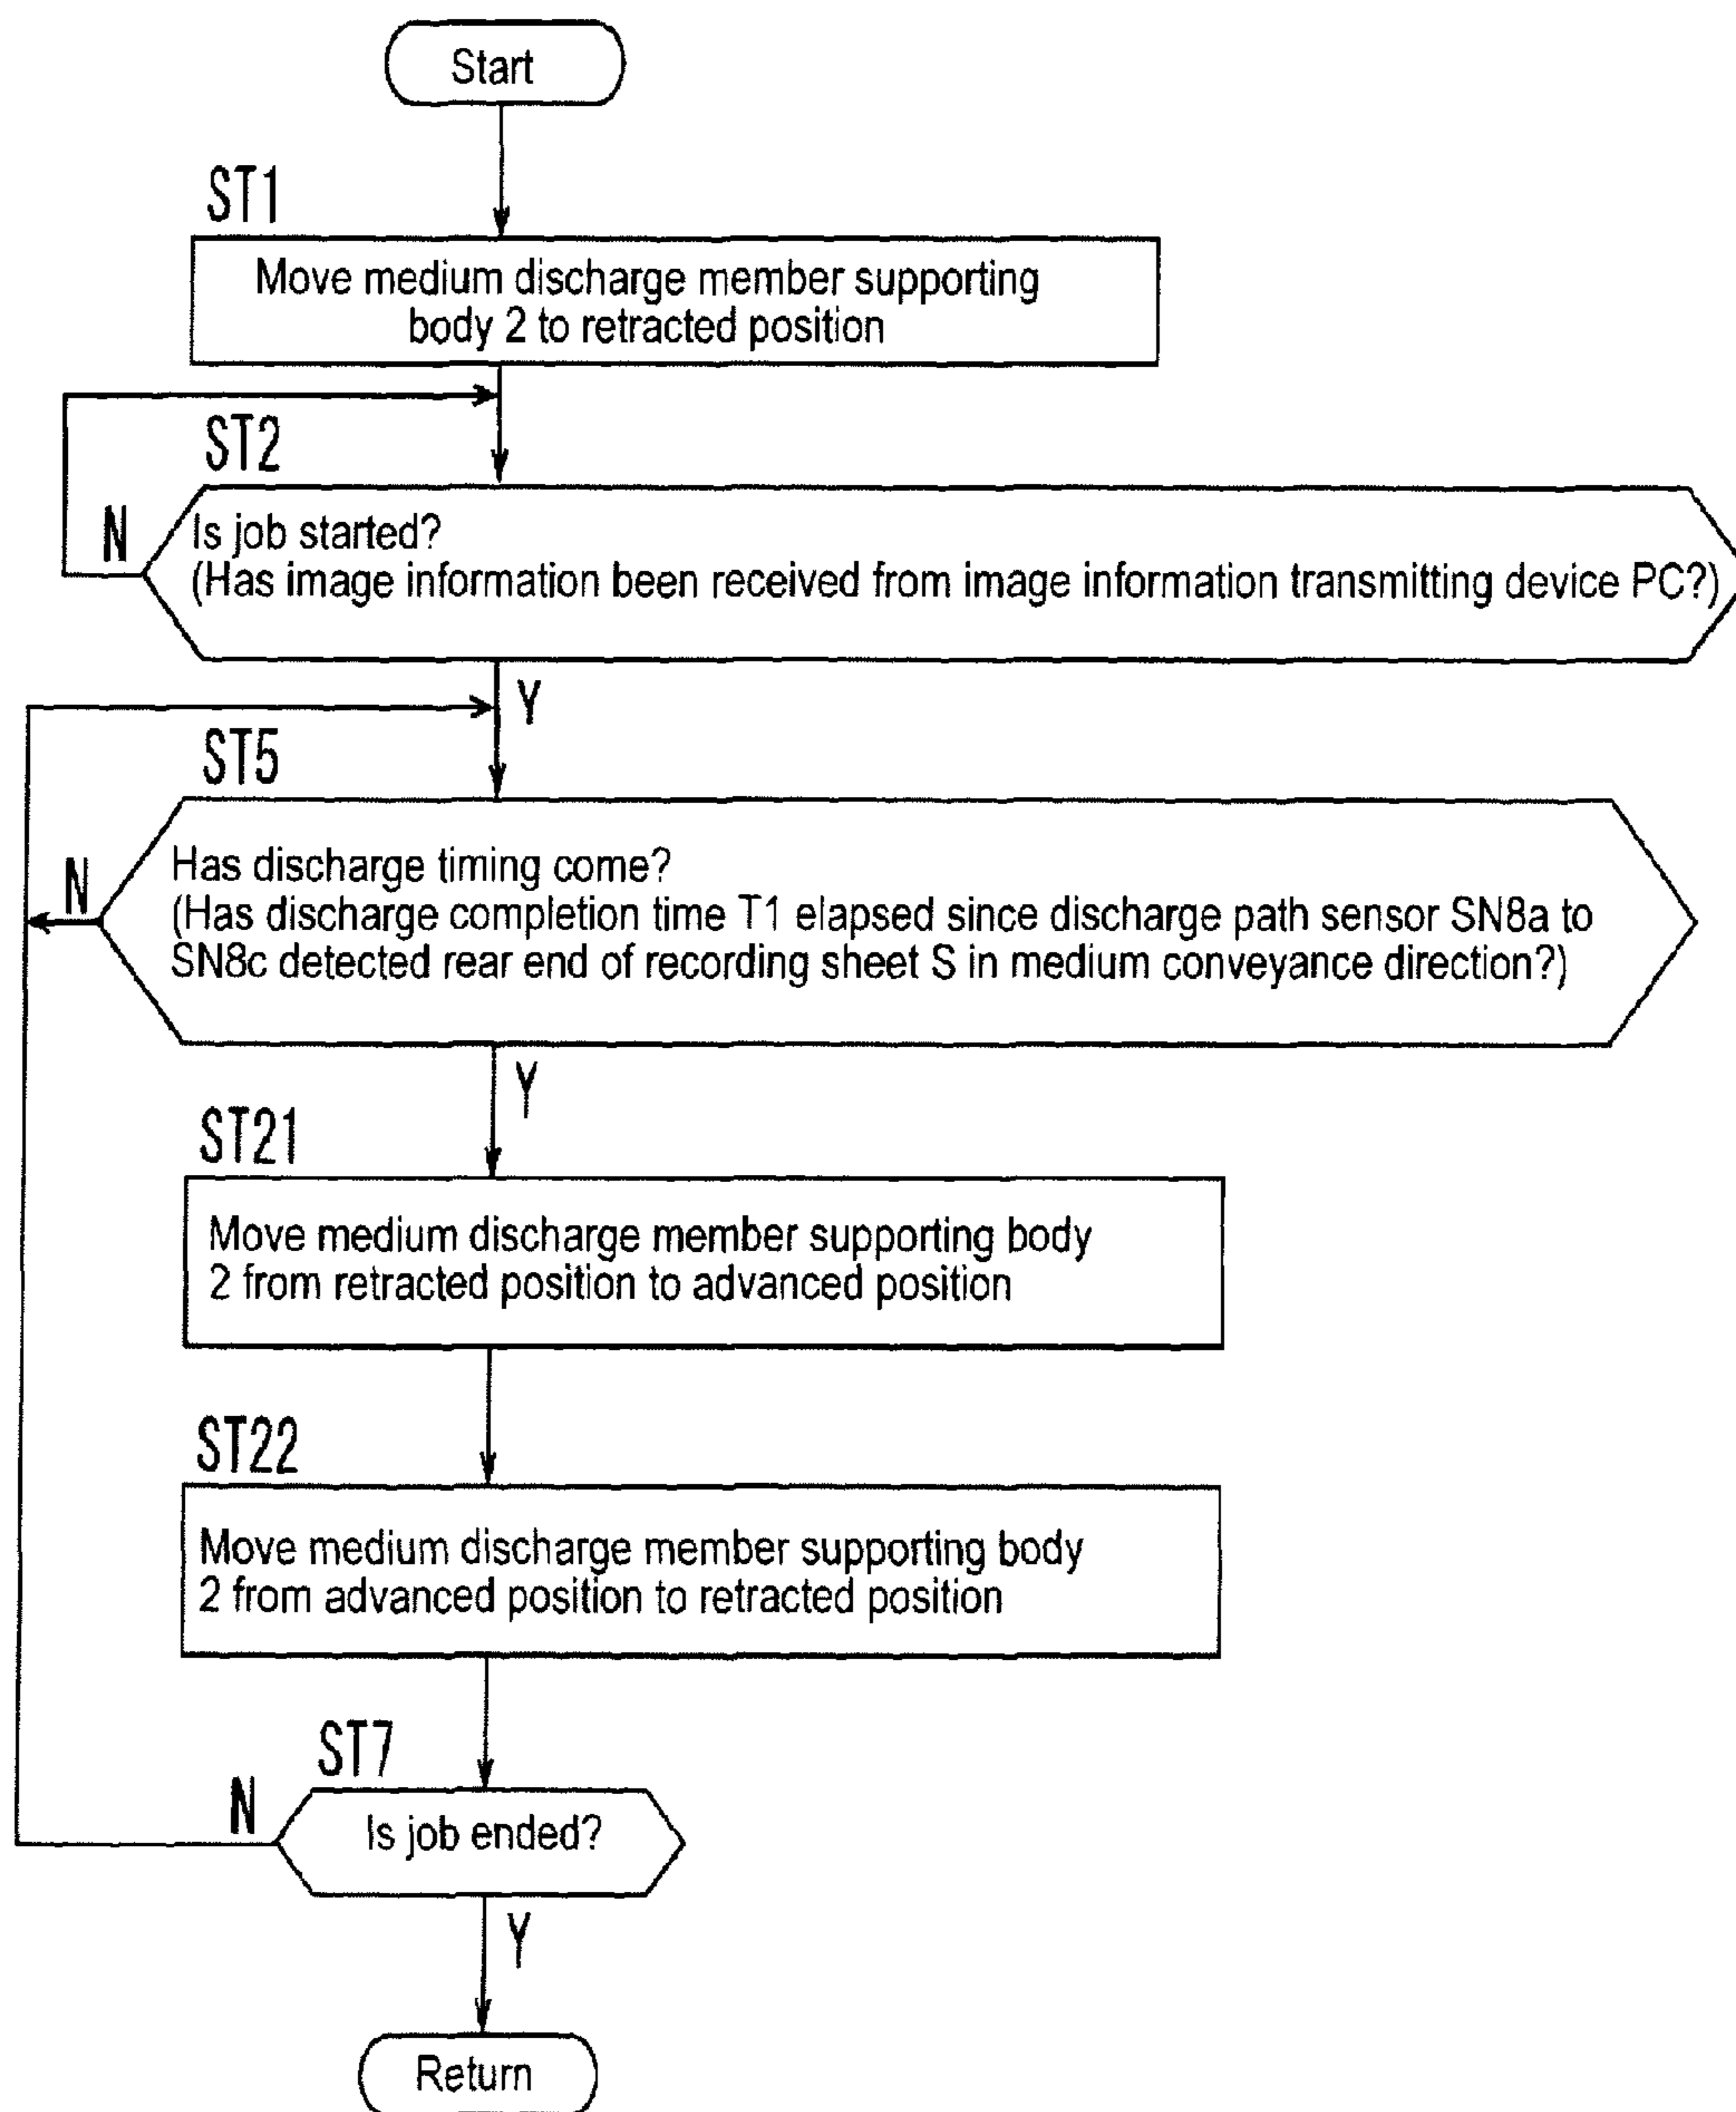 Start
ST1
Move medium discharge member supporting
body 2 to retracted position
ST2
N
Is job started?
(Has image information been received from image information transmitting device PC?)
Y
ST5
N
Has discharge timing come?
(Has discharge completion time T1 elapsed since discharge path sensor SN8a to
SN8c detected rear end of recording sheet S in medium conveyance direction?)
Y
ST21
Move medium discharge member supporting body
2 from retracted position to advanced position
ST22
Move medium discharge member supporting body
2 from advanced position to retracted position
ST7
N
Is job ended?
Y
Return